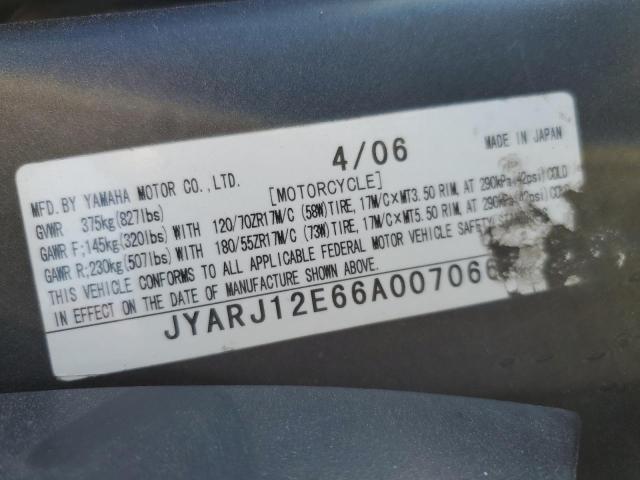 MFD.BY YAMAHA MOTOR CO.,LTD. 4/06 MADE IN JAPAN
GVWR 375kg(827lbs) [MOTORCYCLE]
GAWR F:145kg(320lbs)WITH 120/70ZR17M/C (58W)TIRE, 17M/C×MT3.50 RIM, AT 290kPa(42psi)COLD
GAWR R:230kg(507lbs)WITH 180/55ZR17M/C (73W)TIRE, 17M/C×MT5.50 RIM, AT 290kPa(42psi)COLD
THIS VEHICLE CONFORMS TO ALL APPLICABLE FEDERAL MOTOR VEHICLE SAFETY
IN EFFECT ON THE DATE OF MANUFACTURE SHOWN ABOVE.
JYARJ12E66A007066